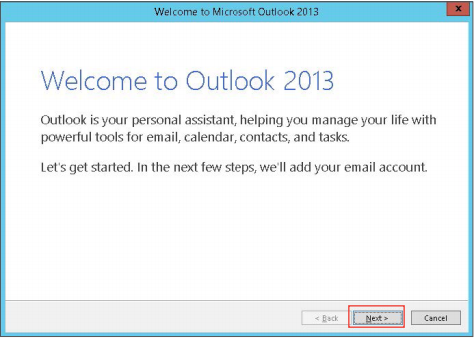 Welcome to Microsoft Outlook 2013
x
Welcome to Outlook 2013
Outlook is your personal assistant, helping you manage your life with
powerful tools for email, calendar, contacts, and tasks.
Let's get started. In the next few steps, we'll add your email account.
< Back Next > Cancel